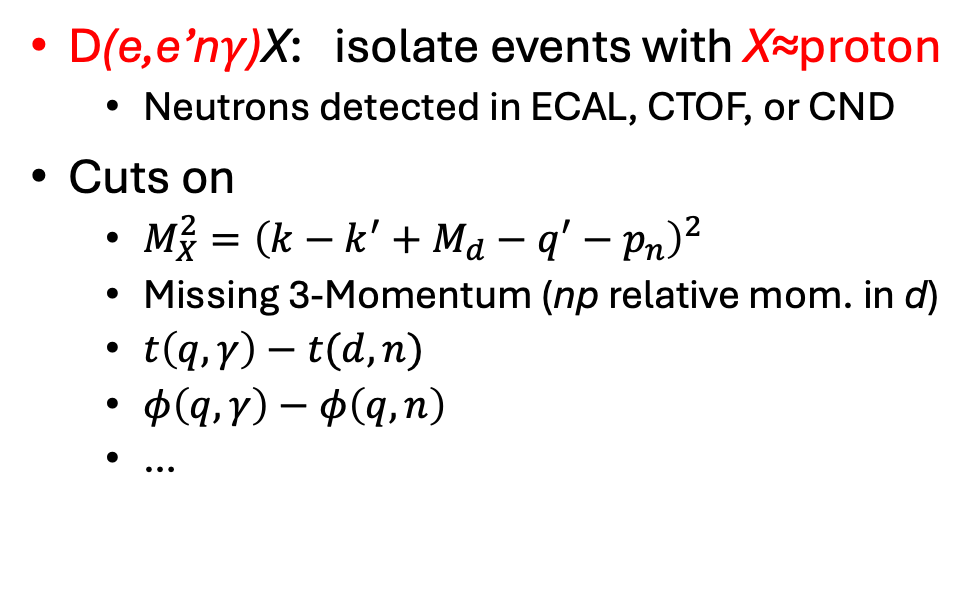 • D(e,e’nγ)X: isolate events with X≈proton
• Neutrons detected in ECAL, CTOF, or CND
• Cuts on
• $M_X^2 = (k - k' + M_d - q' - p_n)^2$
• Missing 3-Momentum (np relative mom. in d)
• $t(q,\gamma) - t(d,n)$
• $\phi(q,\gamma) - \phi(q,n)$
• ...